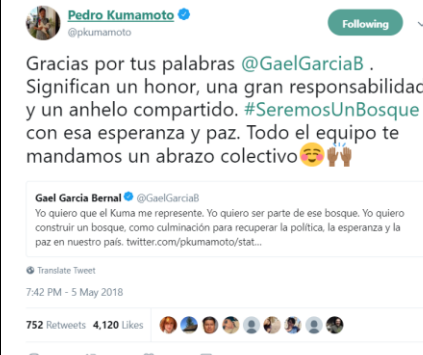 Pedro Kumamoto
@pkumamoto
Following
Gracias por tus palabras @GaelGarciaB .
Significan un honor, una gran responsabilidad
y un anhelo compartido. #SeremosUnBosque
con esa esperanza y paz. Todo el equipo te
mandamos un abrazo colectivo☺️🙌🏽
Gael García Bernal @GaelGarciaB
Yo quiero que el Kuma me represente. Yo quiero ser parte de ese bosque. Yo quiero
construir un bosque, como culminación para recuperar la política, la esperanza y la
paz en nuestro país. twitter.com/pkumamoto/stat...
Translate Tweet
7:42 PM - 5 May 2018
752 Retweets 4,120 Likes